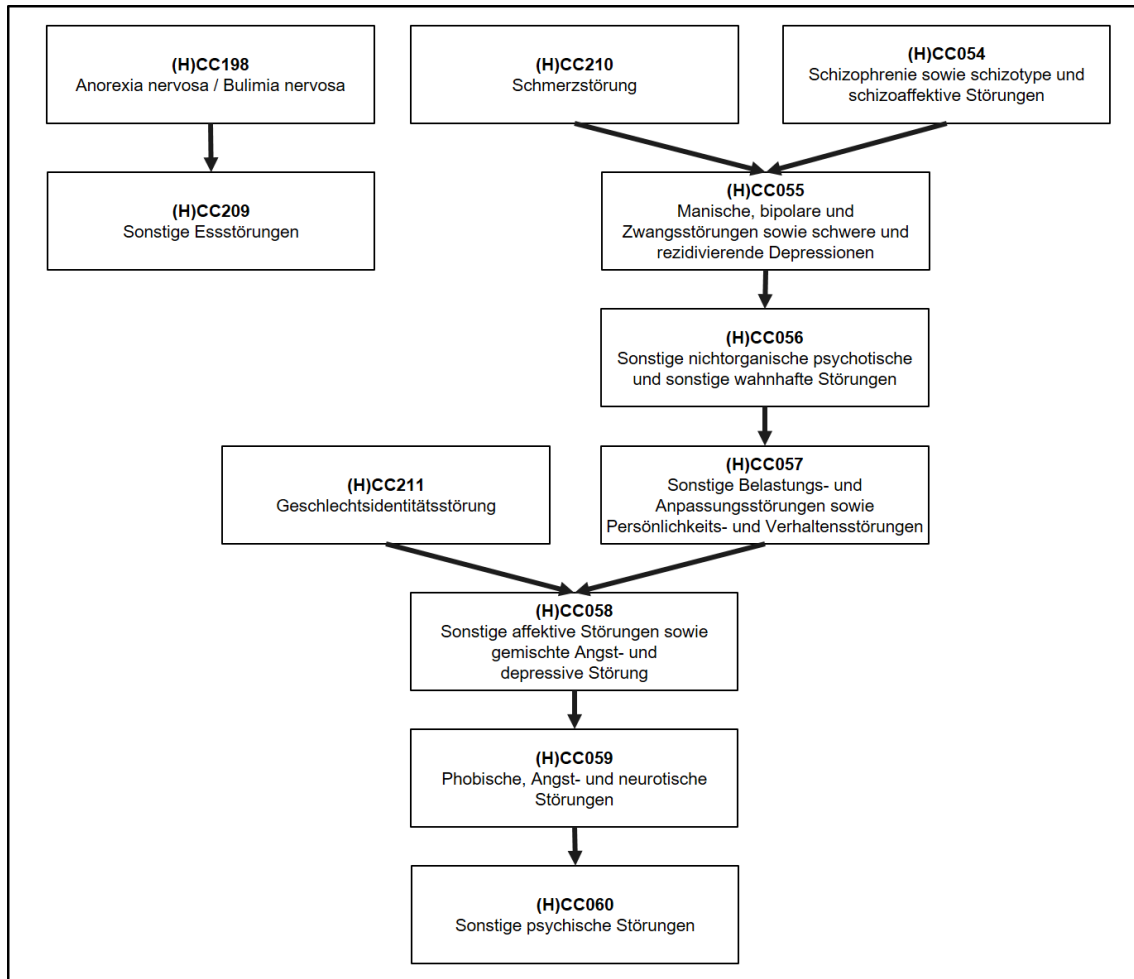 (H)CC198
Anorexia nervosa / Bulimia nervosa
(H)CC210
Schmerzstörung
(H)CC054
Schizophrenie sowie schizotype und
schizoaffektive Störungen
(H)CC209
Sonstige Essstörungen
(H)CC055
Manische, bipolare und
Zwangsstörungen sowie schwere und
rezidivierende Depressionen
(H)CC056
Sonstige nichtorganische psychotische
und sonstige wahnhafte Störungen
(H)CC211
Geschlechtsidentitätsstörung
(H)CC057
Sonstige Belastungs- und
Anpassungsstörungen sowie
Persönlichkeits- und Verhaltensstörungen
(H)CC058
Sonstige affektive Störungen sowie
gemischte Angst- und
depressive Störung
(H)CC059
Phobische, Angst- und neurotische
Störungen
(H)CC060
Sonstige psychische Störungen